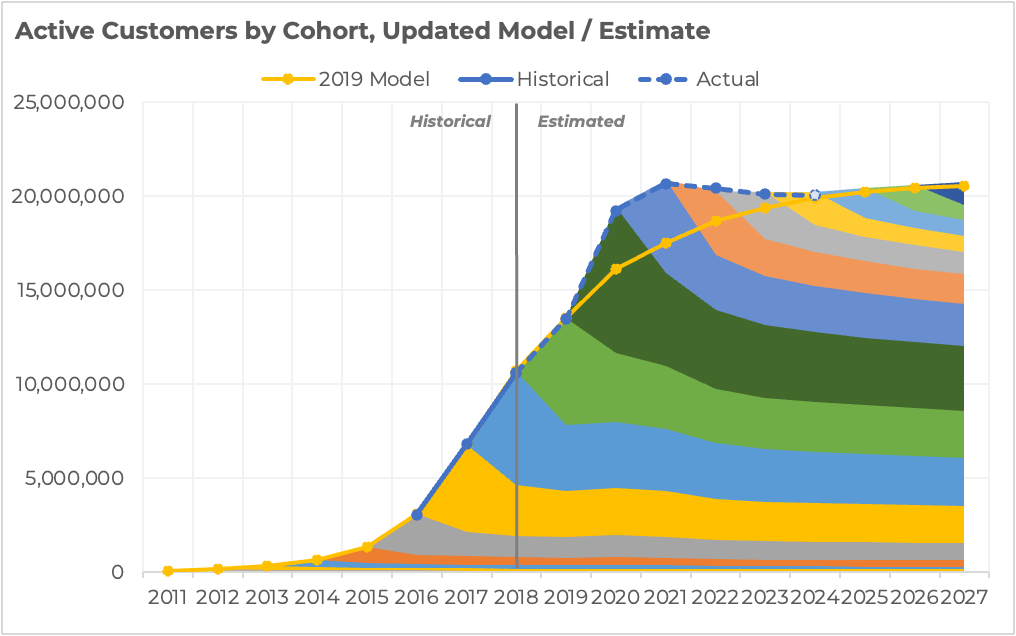 Active Customers by Cohort, Updated Model / Estimate
2019 Model Historical Actual
25,000,000
Historical Estimated
20,000,000
15,000,000
10,000,000
5,000,000
0
2011 2012 2013 2014 2015 2016 2017 2018 2019 2020 2021 2022 2023 2024 2025 2026 2027